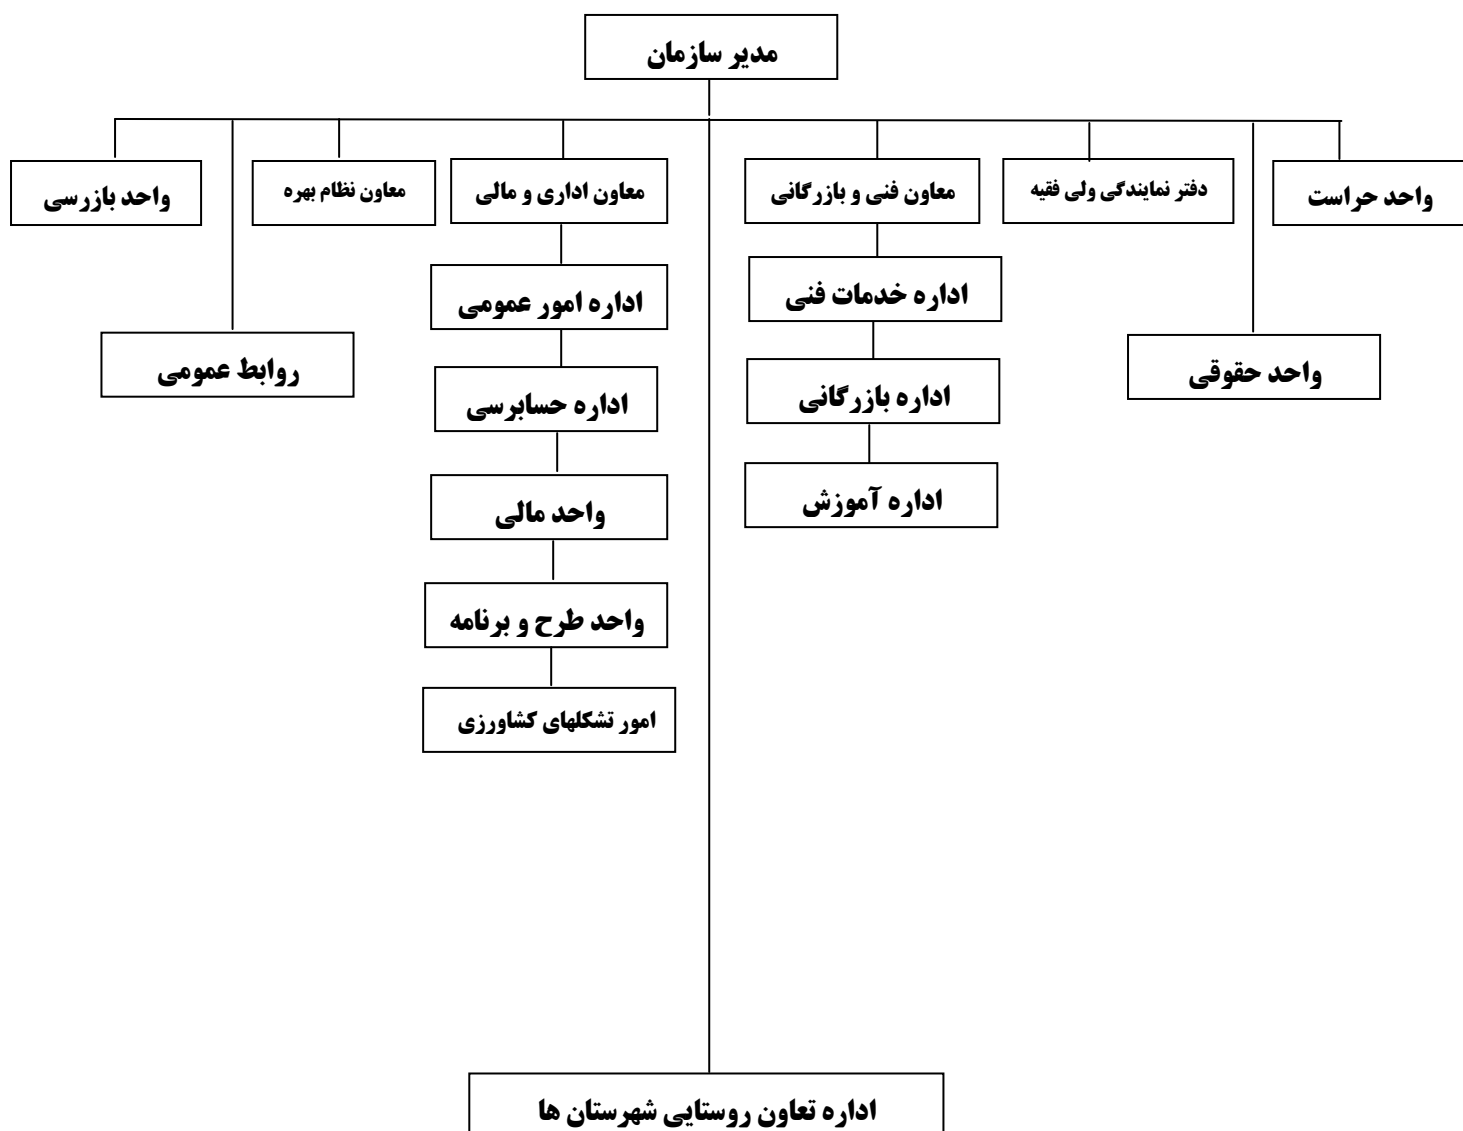 مدیر سازمان
واحد حراست
دفتر نمایندگی ولی فقیه
معاون فنی و بازرگانی
معاون اداری و مالی
معاون نظام بهره
واحد بازرسی
اداره خدمات فنی
اداره امور عمومی
واحد حقوقی
روابط عمومی
اداره بازرگانی
اداره حسابرسی
اداره آموزش
واحد مالی
واحد طرح و برنامه
امور تشکلهای کشاورزی
اداره تعاون روستایی شهرستان ها